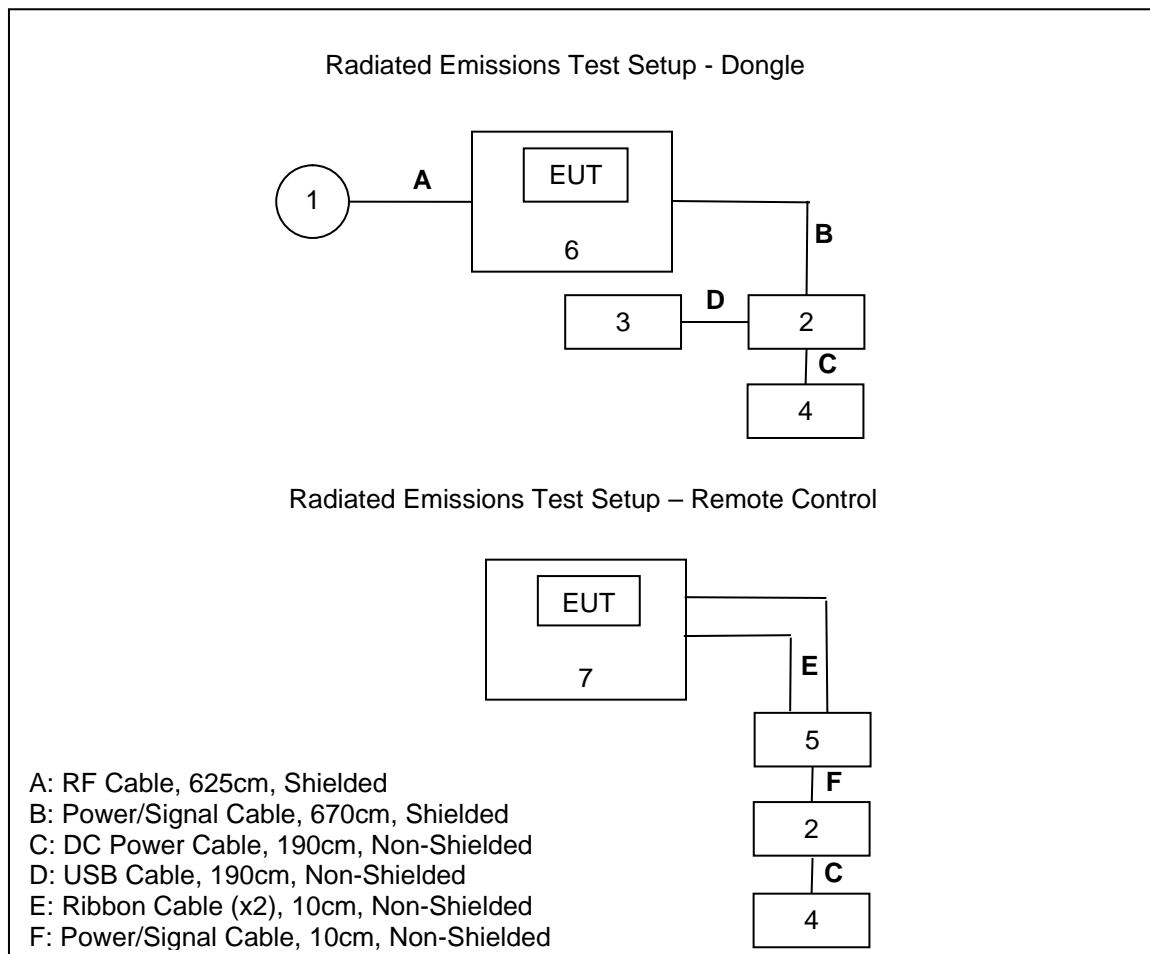 Radiated Emissions Test Setup - Dongle
1
A
EUT
6
B
3
D
2
C
4
Radiated Emissions Test Setup – Remote Control
EUT
7
E
5
F
2
C
4
A: RF Cable, 625cm, Shielded
B: Power/Signal Cable, 670cm, Shielded
C: DC Power Cable, 190cm, Non-Shielded
D: USB Cable, 190cm, Non-Shielded
E: Ribbon Cable (x2), 10cm, Non-Shielded
F: Power/Signal Cable, 10cm, Non-Shielded